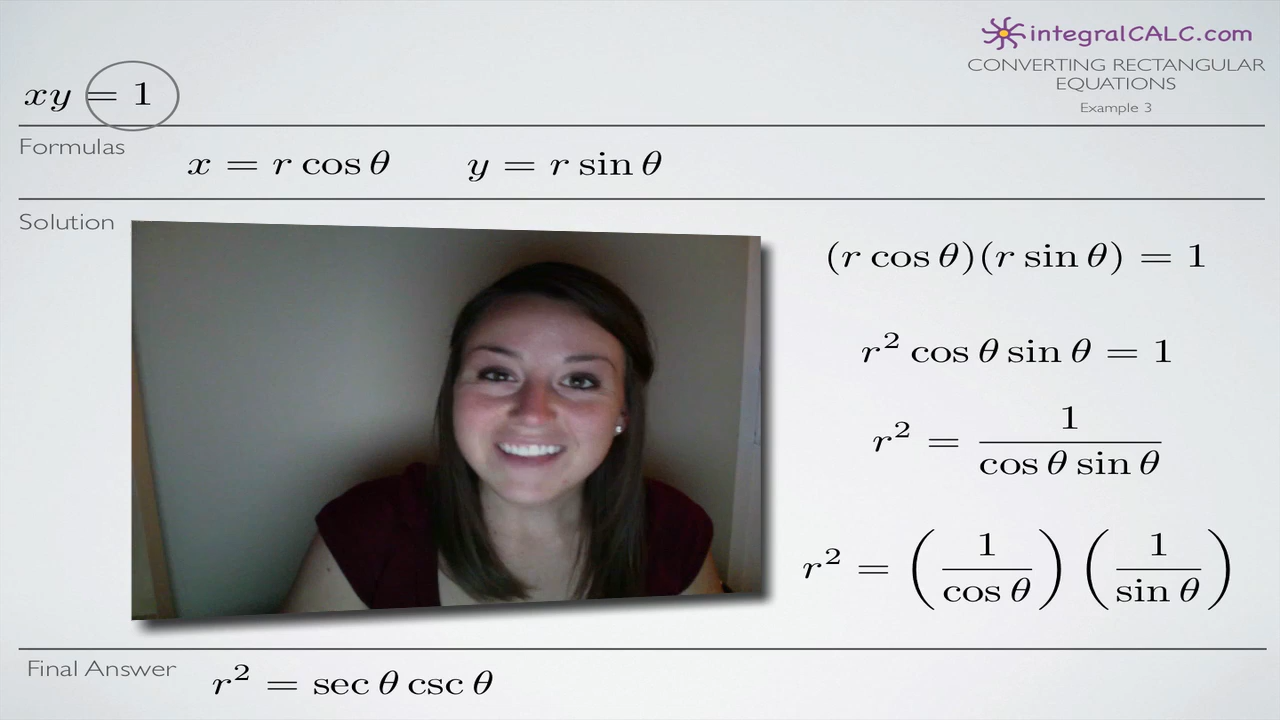 integralCALC.com
CONVERTING RECTANGULAR
EQUATIONS
Example 3
xy = 1
Formulas
x = r cos θ y = r sin θ
Solution
(r cos θ)(r sin θ) = 1
r² cos θ sin θ = 1
r² = 1 / (cos θ sin θ)
r² = (1 / cos θ) (1 / sin θ)
Final Answer
r² = sec θ csc θ